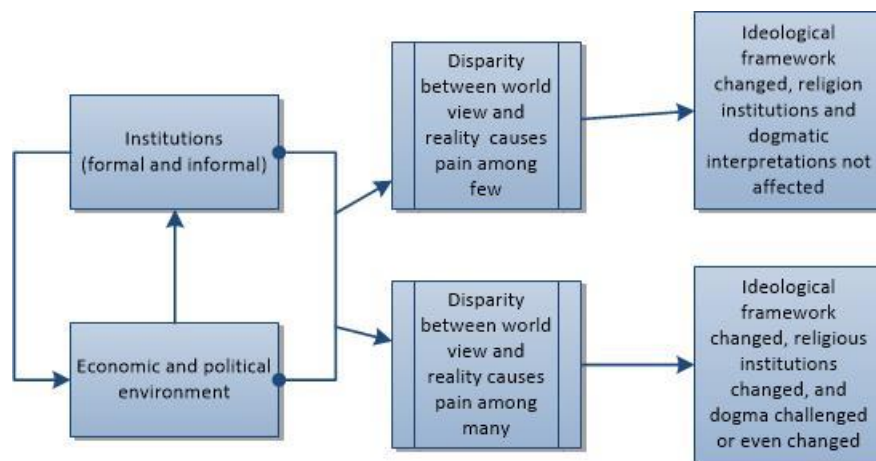 Institutions
(formal and informal)
Economic and political
environment
Disparity
between world
view and
reality causes
pain among
few
Disparity
between world
view and
reality causes
pain among
many
Ideological
framework
changed, religion
institutions and
dogmatic
interpretations not
affected
Ideological
framework
changed, religious
institutions
changed, and
dogma challenged
or even changed